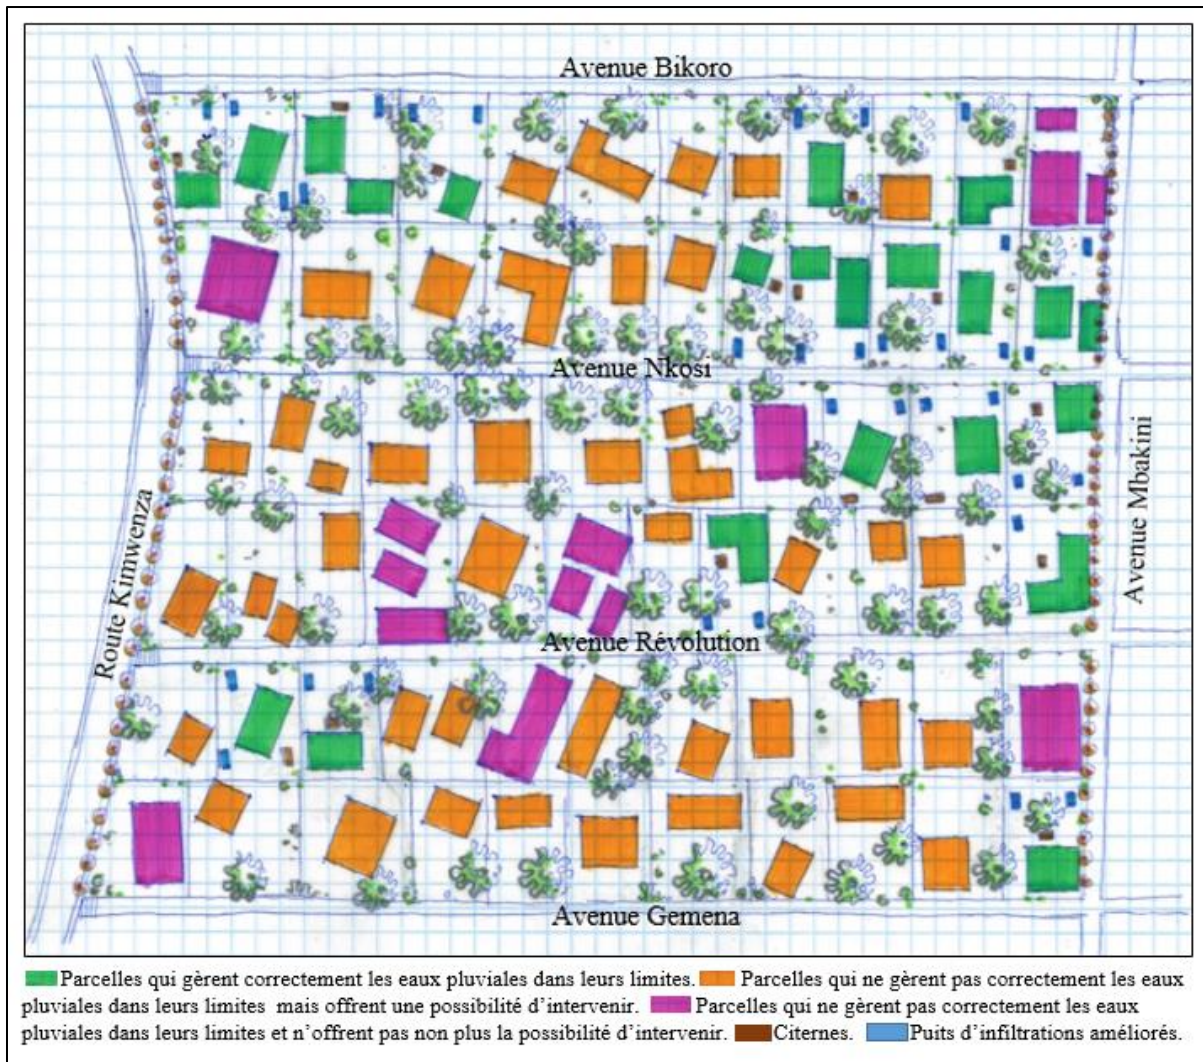 Avenue Bikoro
Avenue Nkosi
Avenue Mbakini
Route Kimwenza
Avenue Révolution
Avenue Gemena
Parcelles qui gèrent correctement les eaux pluviales dans leurs limites. Parcelles qui ne gèrent pas correctement les eaux
pluviales dans leurs limites mais offrent une possibilité d’intervenir. Parcelles qui ne gèrent pas correctement les eaux
pluviales dans leurs limites et n’offrent pas non plus la possibilité d’intervenir. Citernes. Puits d’infiltrations améliorés.